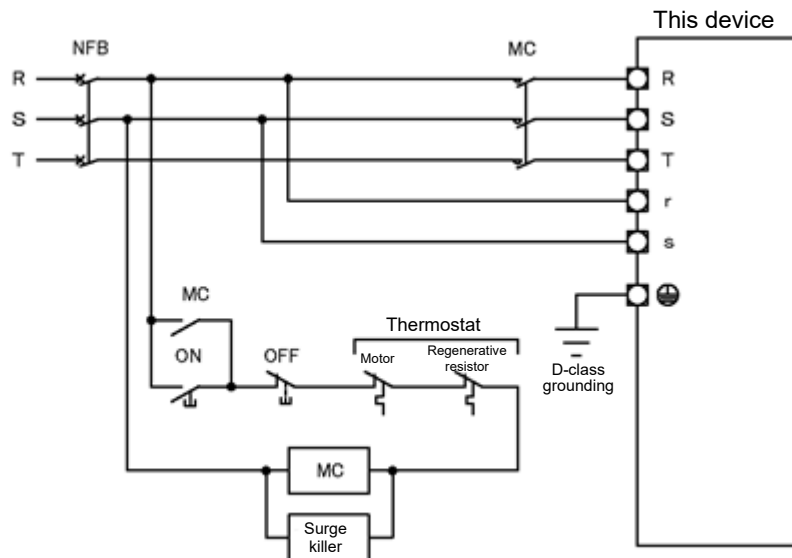 This device
NFB
MC
R
R
S
S
T
T
r
s
MC
Thermostat
ON
OFF
Motor
Regenerative
resistor
D-class
grounding
MC
Surge
killer